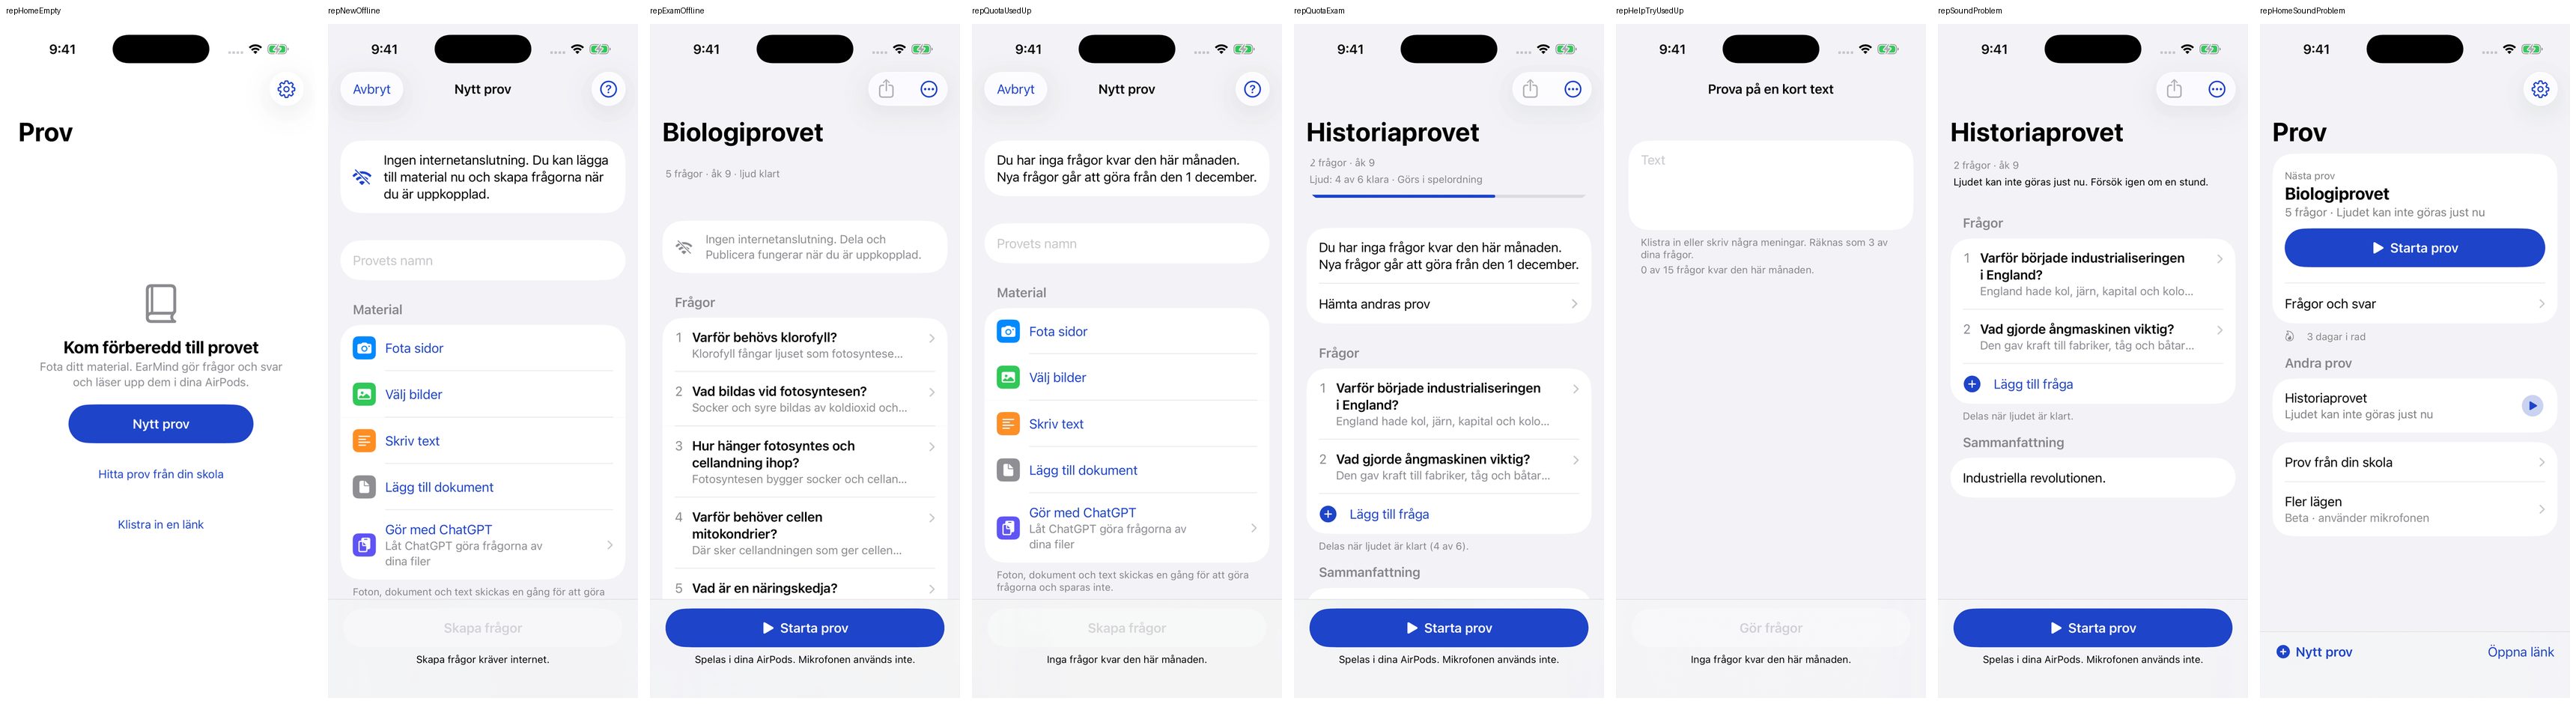 repHomeEmpty
9:41
Prov
Kom förberedd till provet
Fota ditt material. EarMind gör frågor och svar
och läser upp dem i dina AirPods.
Nytt prov
Hitta prov från din skola
Klistra in en länk
repNewOffline
9:41
Avbryt
Nytt prov
Ingen internetanslutning. Du kan lägga
till material nu och skapa frågorna när
du är uppkopplad.
Provets namn
Material
Fota sidor
Välj bilder
Skriv text
Lägg till dokument
Gör med ChatGPT
Låt ChatGPT göra frågorna av
dina filer
Foton, dokument och text skickas en gång för att göra
Skapa frågor
Skapa frågor kräver internet.
repExamOffline
9:41
Biologiprovet
5 frågor · åk 9 · ljud klart
Ingen internetanslutning. Dela och
Publicera fungerar när du är uppkopplad.
Frågor
1 Varför behövs klorofyll?
Klorofyll fångar ljuset som fotosyntese...
2 Vad bildas vid fotosyntesen?
Socker och syre bildas av koldioxid och...
3 Hur hänger fotosyntes och
cellandning ihop?
Fotosyntesen bygger socker och cellan...
4 Varför behöver cellen
mitokondrier?
Där sker cellandningen som ger cellen...
5 Vad är en näringskedja?
Starta prov
Spelas i dina AirPods. Mikrofonen används inte.
repQuotaUsedUp
9:41
Avbryt
Nytt prov
Du har inga frågor kvar den här månaden.
Nya frågor går att göra från den 1 december.
Provets namn
Material
Fota sidor
Välj bilder
Skriv text
Lägg till dokument
Gör med ChatGPT
Låt ChatGPT göra frågorna av
dina filer
Foton, dokument och text skickas en gång för att göra
frågorna och sparas inte.
Skapa frågor
Inga frågor kvar den här månaden.
repQuotaExam
9:41
Historiaprovet
2 frågor · åk 9
Ljud: 4 av 6 klara · Görs i spelordning
Du har inga frågor kvar den här månaden.
Nya frågor går att göra från den 1 december.
Hämta andras prov
Frågor
1 Varför började industrialiseringen
i England?
England hade kol, järn, kapital och kolo...
2 Vad gjorde ångmaskinen viktig?
Den gav kraft till fabriker, tåg och båtar...
Lägg till fråga
Delas när ljudet är klart (4 av 6).
Sammanfattning
Starta prov
Spelas i dina AirPods. Mikrofonen används inte.
repHelpTryUsedUp
9:41
Prova på en kort text
Text
Klistra in eller skriv några meningar. Räknas som 3 av
dina frågor.
0 av 15 frågor kvar den här månaden.
Gör frågor
Inga frågor kvar den här månaden.
repSoundProblem
9:41
Historiaprovet
2 frågor · åk 9
Ljudet kan inte göras just nu. Försök igen om en stund.
Frågor
1 Varför började industrialiseringen
i England?
England hade kol, järn, kapital och kolo...
2 Vad gjorde ångmaskinen viktig?
Den gav kraft till fabriker, tåg och båtar...
Lägg till fråga
Delas när ljudet är klart.
Sammanfattning
Industriella revolutionen.
Starta prov
Spelas i dina AirPods. Mikrofonen används inte.
repHomeSoundProblem
9:41
Prov
Nästa prov
Biologiprovet
5 frågor · Ljudet kan inte göras just nu
Starta prov
Frågor och svar
3 dagar i rad
Andra prov
Historiaprovet
Ljudet kan inte göras just nu
Prov från din skola
Fler lägen
Beta · använder mikrofonen
Nytt prov
Öppna länk